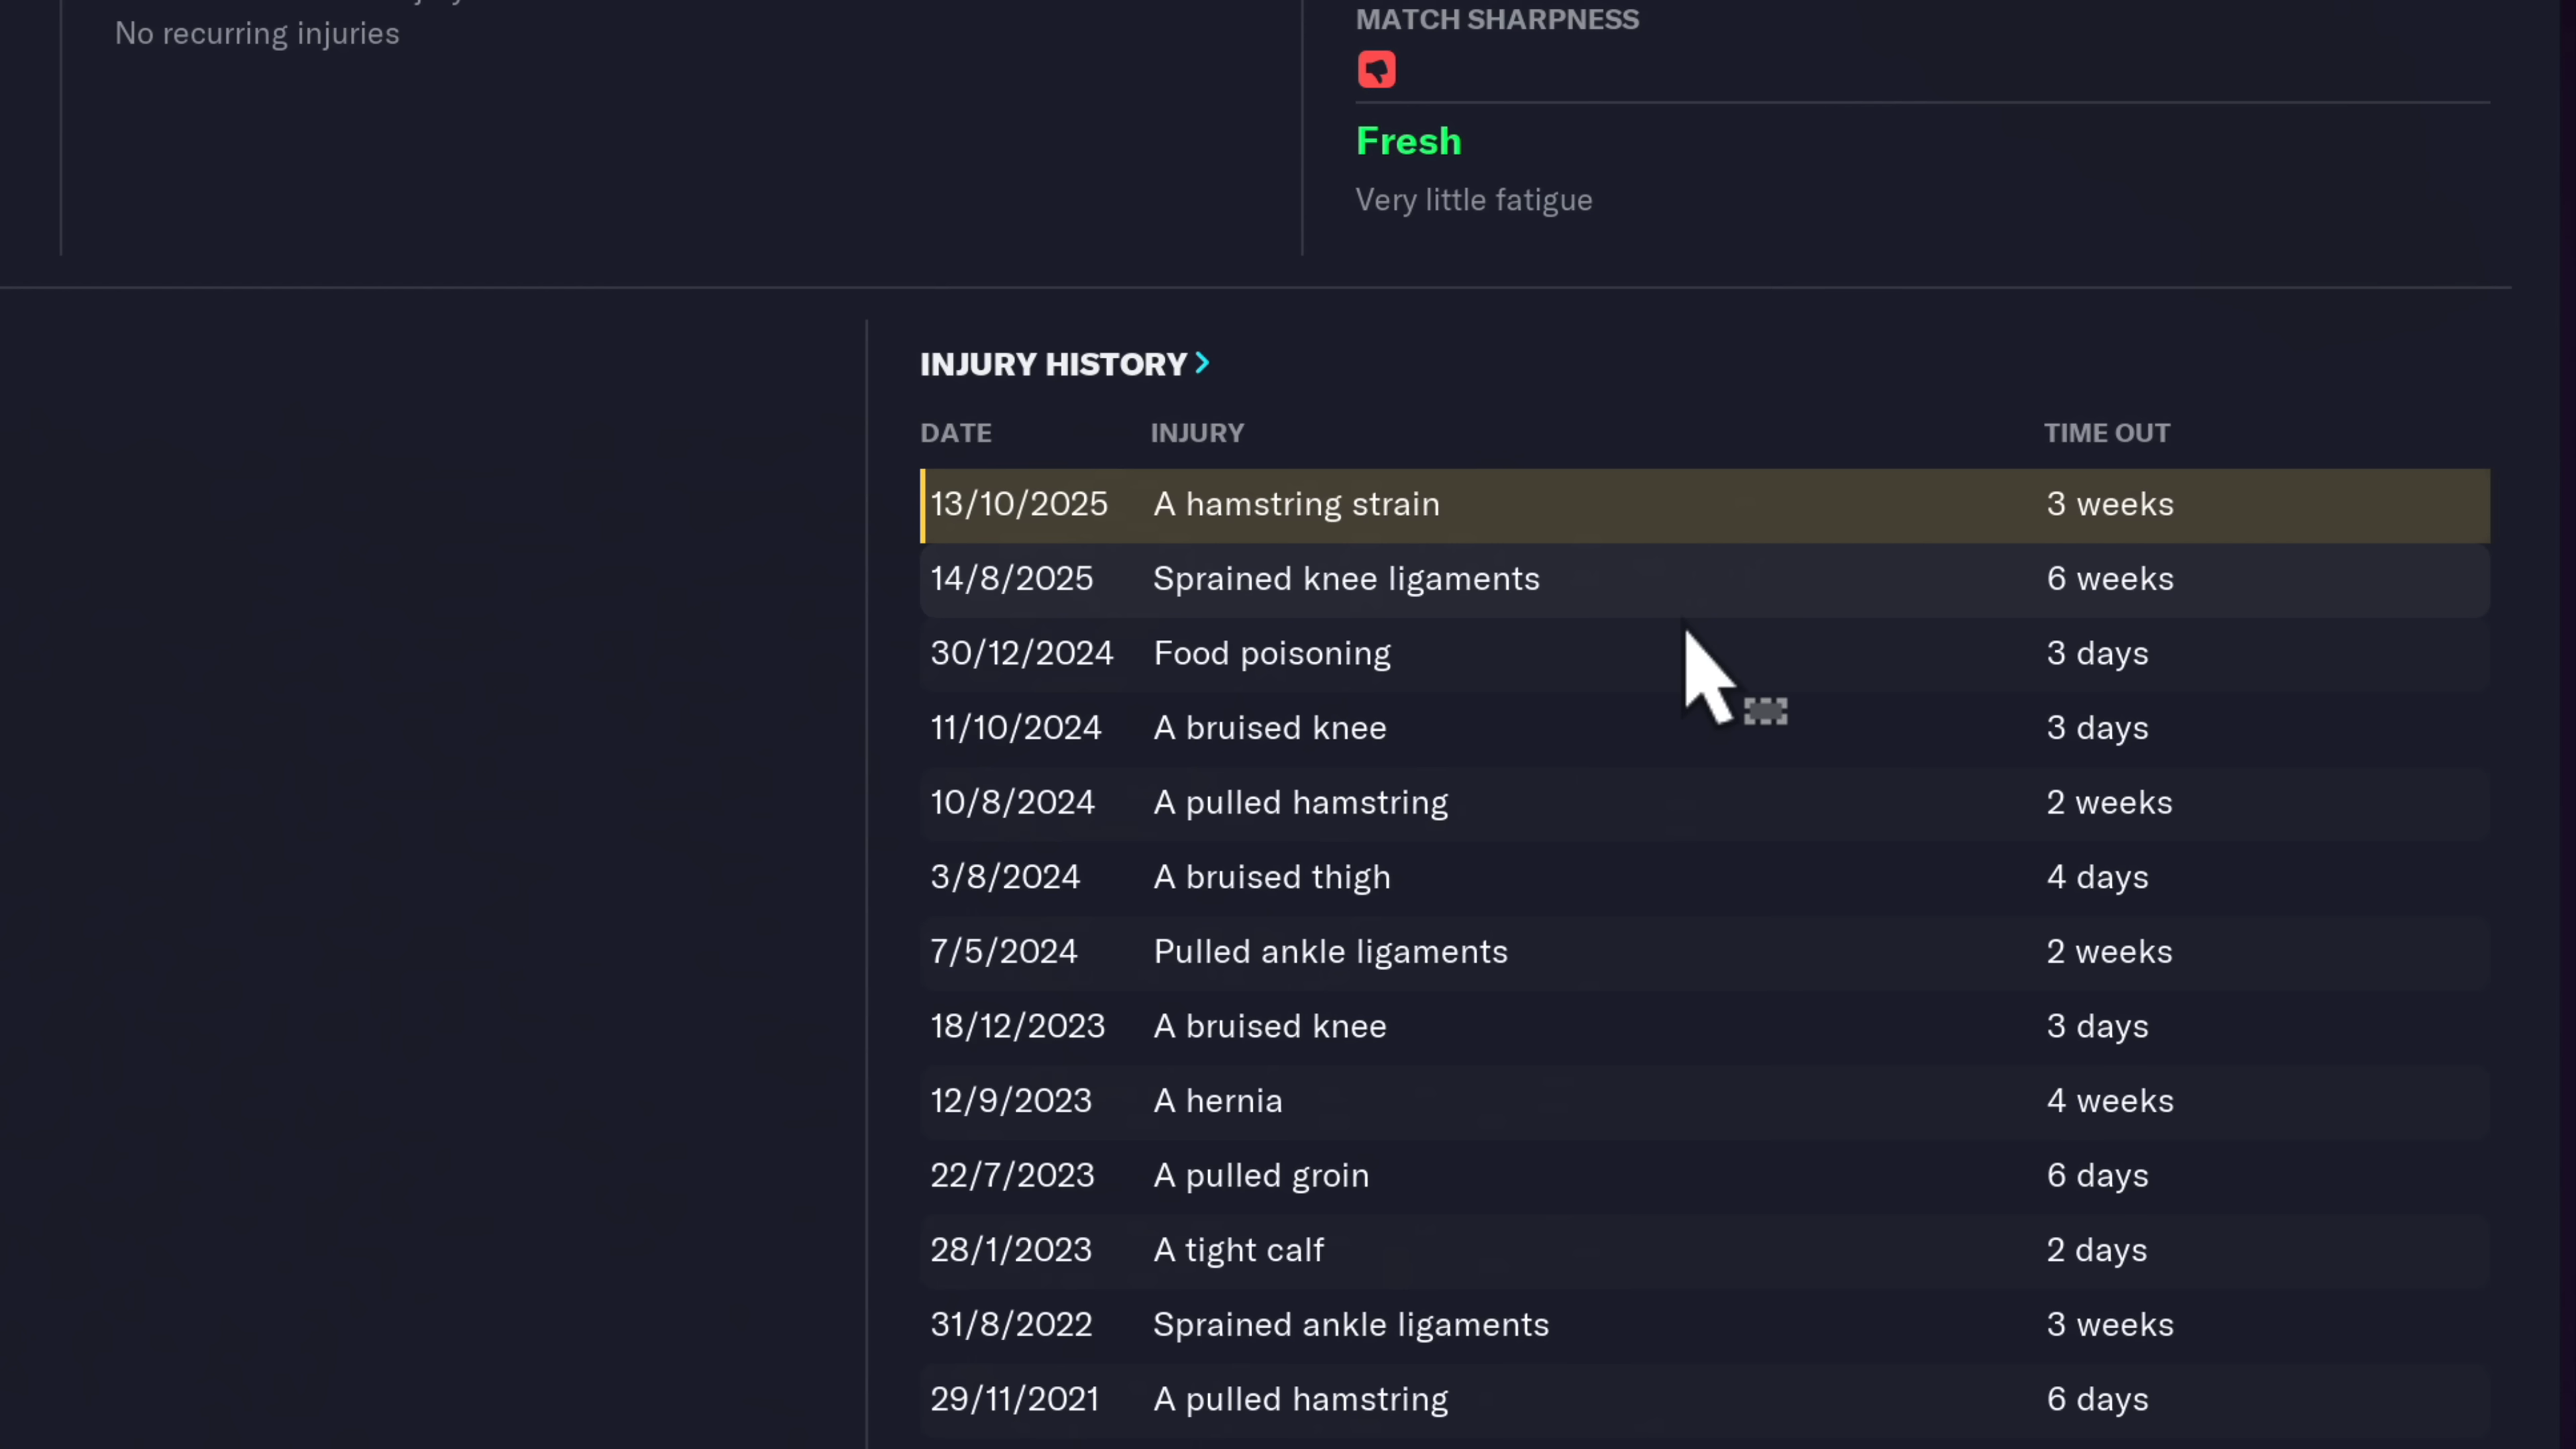 No recurring injuries
MATCH SHARPNESS
Fresh
Very little fatigue
INJURY HISTORY
DATE INJURY TIME OUT
13/10/2025 A hamstring strain 3 weeks
14/8/2025 Sprained knee ligaments 6 weeks
30/12/2024 Food poisoning 3 days
11/10/2024 A bruised knee 3 days
10/8/2024 A pulled hamstring 2 weeks
3/8/2024 A bruised thigh 4 days
7/5/2024 Pulled ankle ligaments 2 weeks
18/12/2023 A bruised knee 3 days
12/9/2023 A hernia 4 weeks
22/7/2023 A pulled groin 6 days
28/1/2023 A tight calf 2 days
31/8/2022 Sprained ankle ligaments 3 weeks
29/11/2021 A pulled hamstring 6 days